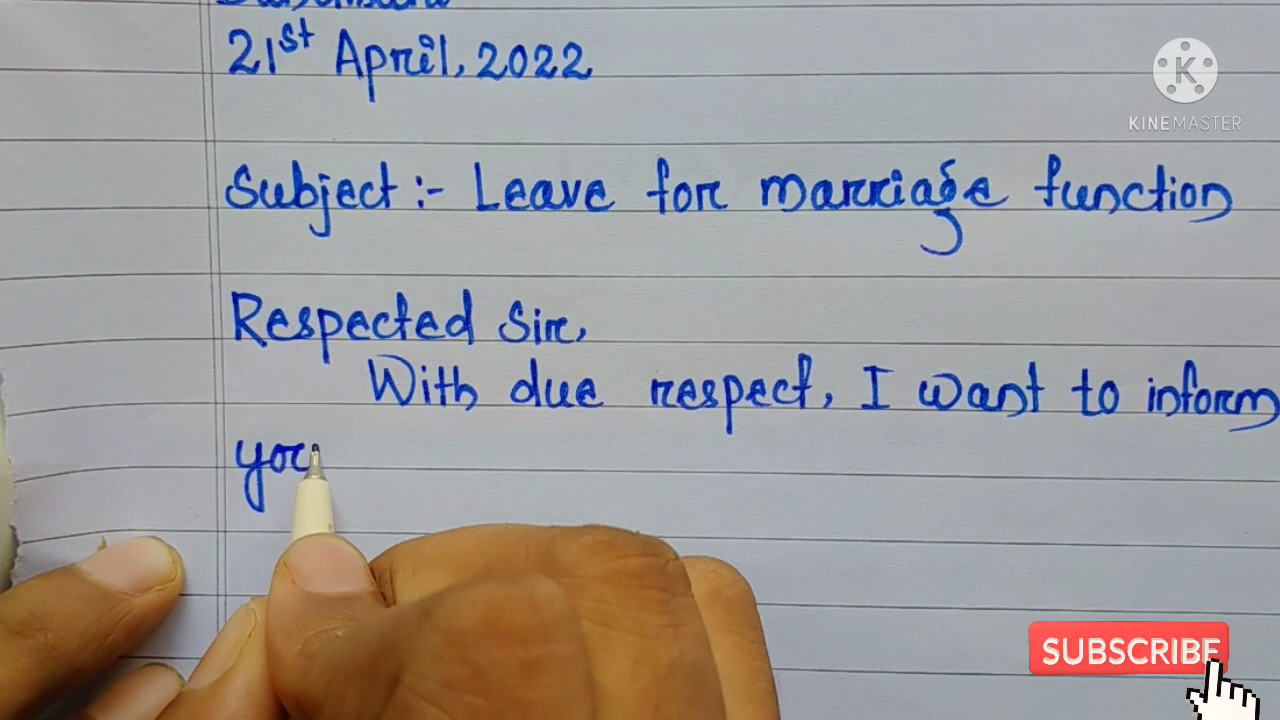 21st April, 2022
KINEMASTER
Subject:- Leave for marriage function
Respected Sir,
With due respect, I want to inform
you
SUBSCRIBE